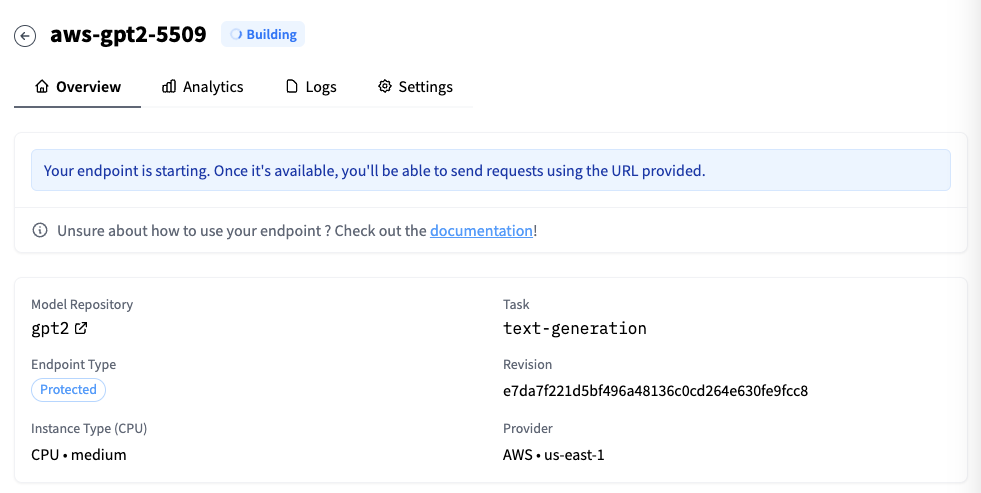 aws-gpt2-5509 Building
Overview Analytics Logs Settings
Your endpoint is starting. Once it's available, you'll be able to send requests using the URL provided.
Unsure about how to use your endpoint ? Check out the documentation!
Model Repository Task
gpt2 text-generation
Endpoint Type Revision
Protected e7da7f221d5bf496a48136c0cd264e630fe9fcc8
Instance Type (CPU) Provider
CPU • medium AWS • us-east-1